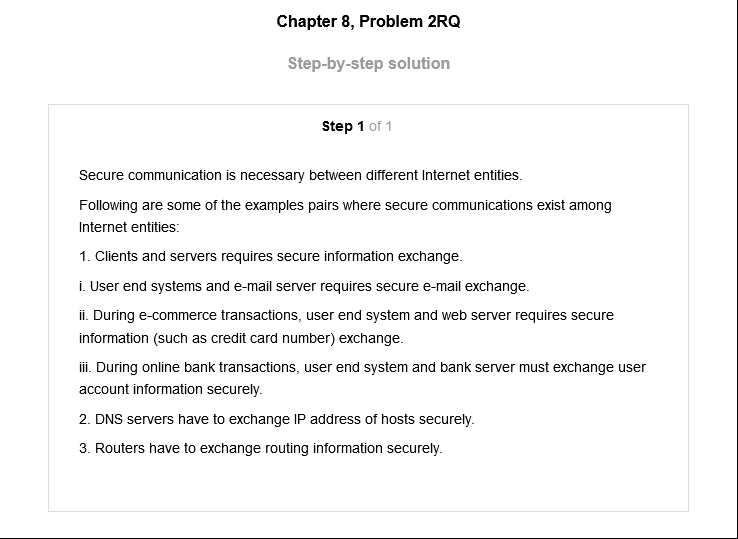 Chapter 8, Problem 2RQ
Step-by-step solution
Step 1 of 1
Secure communication is necessary between different Internet entities.
Following are some of the examples pairs where secure communications exist among
Internet entities:
1. Clients and servers requires secure information exchange.
i. User end systems and e-mail server requires secure e-mail exchange.
ii. During e-commerce transactions, user end system and web server requires secure
information (such as credit card number) exchange.
iii. During online bank transactions, user end system and bank server must exchange user
account information securely.
2. DNS servers have to exchange IP address of hosts securely.
3. Routers have to exchange routing information securely.